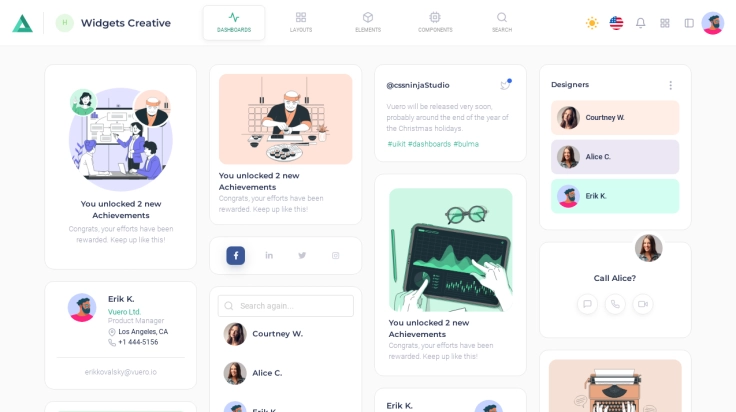 H
Widgets Creative
DASHBOARDS
LAYOUTS
ELEMENTS
COMPONENTS
SEARCH
You unlocked 2 new
Achievements
Congrats, your efforts have been
rewarded. Keep up like this!
Erik K.
Vuero Ltd.
Product Manager
Los Angeles, CA
+1 444-5156
erikkovalsky@vuero.io
You unlocked 2 new
Achievements
Congrats, your efforts have been
rewarded. Keep up like this!
Search again...
Courtney W.
Alice C.
Erik K.
@cssninjaStudio
Vuero will be released very soon,
probably around the end of the year of
the Christmas holidays.
#uikit #dashboards #bulma
You unlocked 2 new
Achievements
Congrats, your efforts have been
rewarded. Keep up like this!
Erik K.
Designers
Courtney W.
Alice C.
Erik K.
Call Alice?